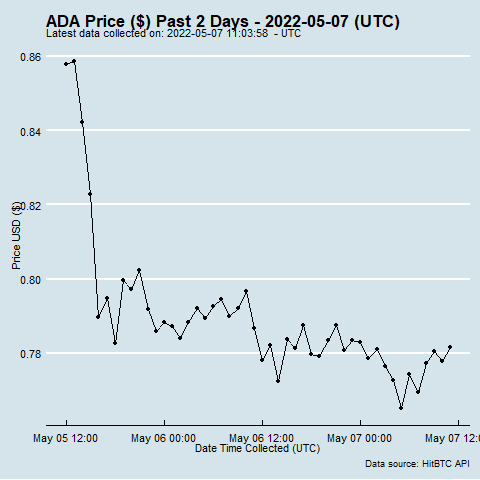 ADA Price ($) Past 2 Days - 2022-05-07 (UTC)
Latest data collected on: 2022-05-07 11:03:58 - UTC
0.86
0.84
0.82
0.80
0.78
Price USD ($)
May 05 12:00 May 06 00:00 May 06 12:00 May 07 00:00 May 07 12:0
Date Time Collected (UTC)
Data source: HitBTC API